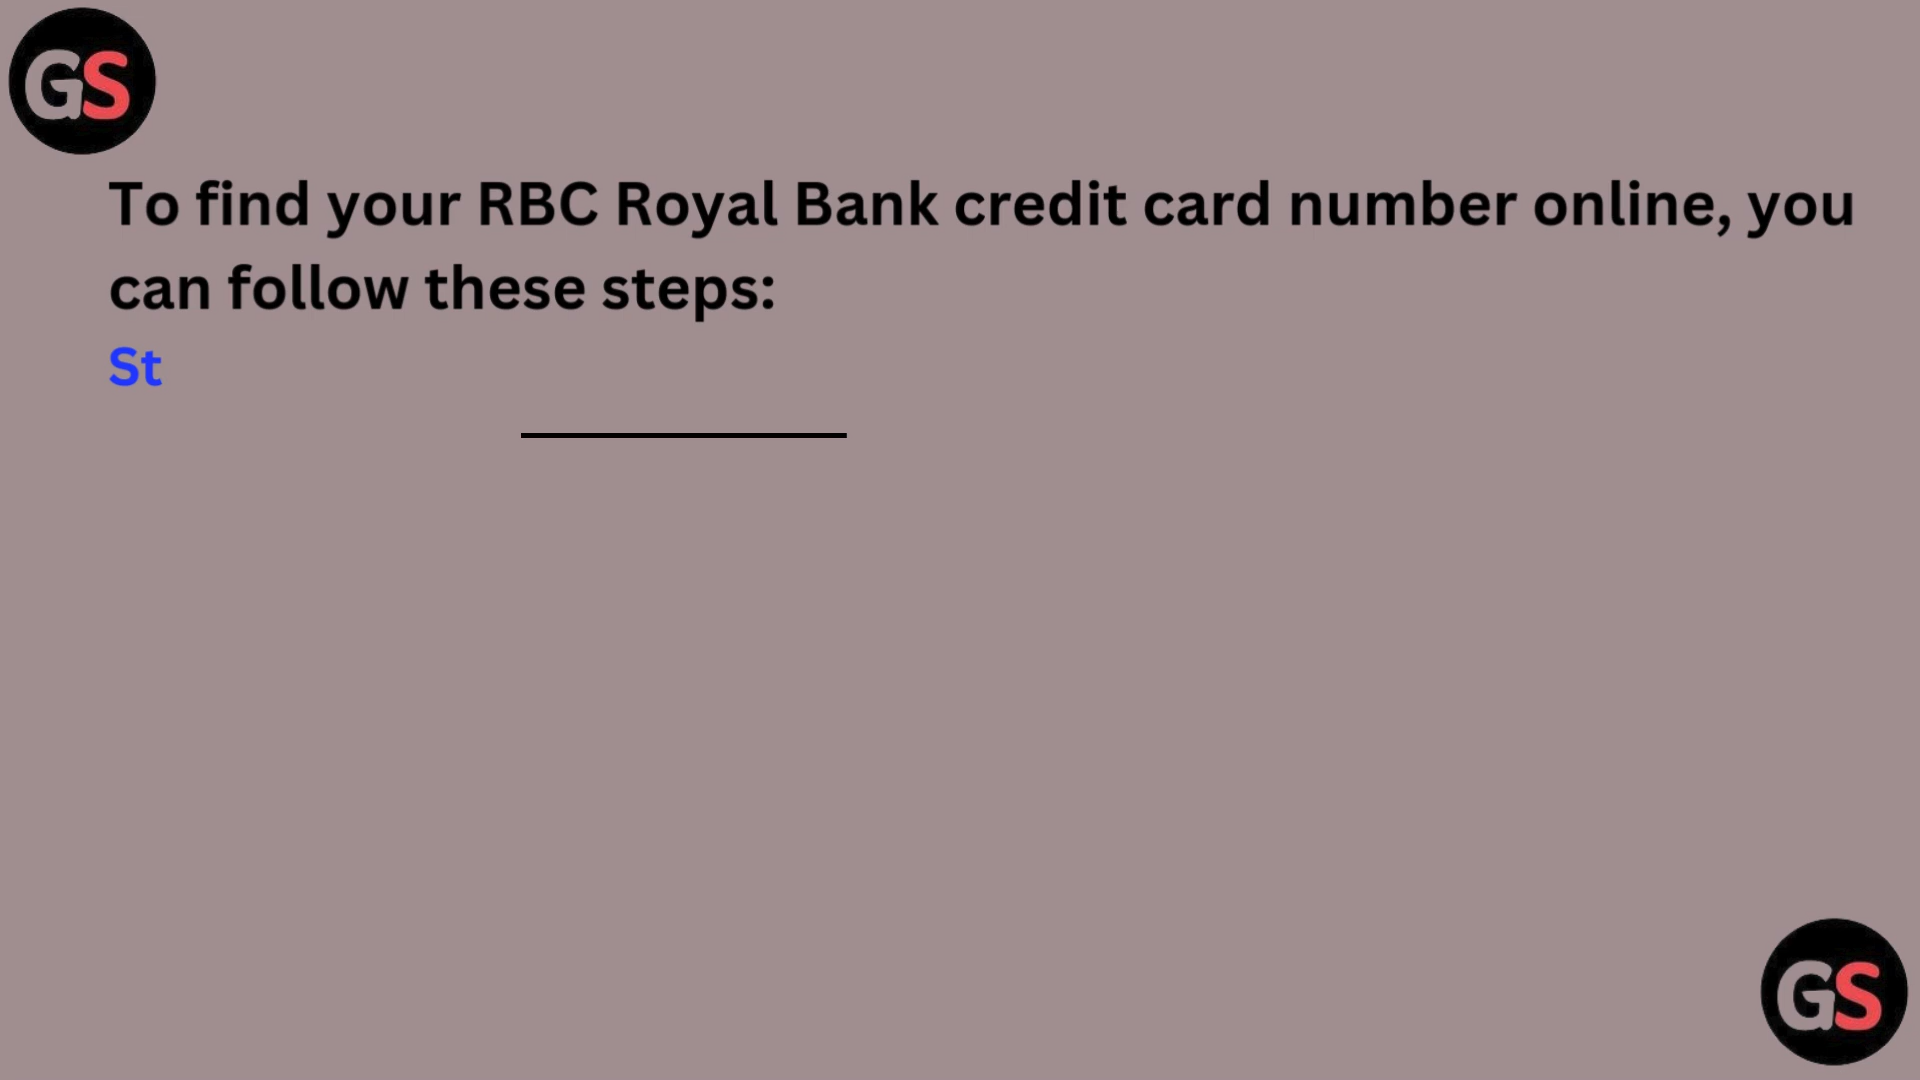 GS
To find your RBC Royal Bank credit card number online, you
can follow these steps:
St
GS